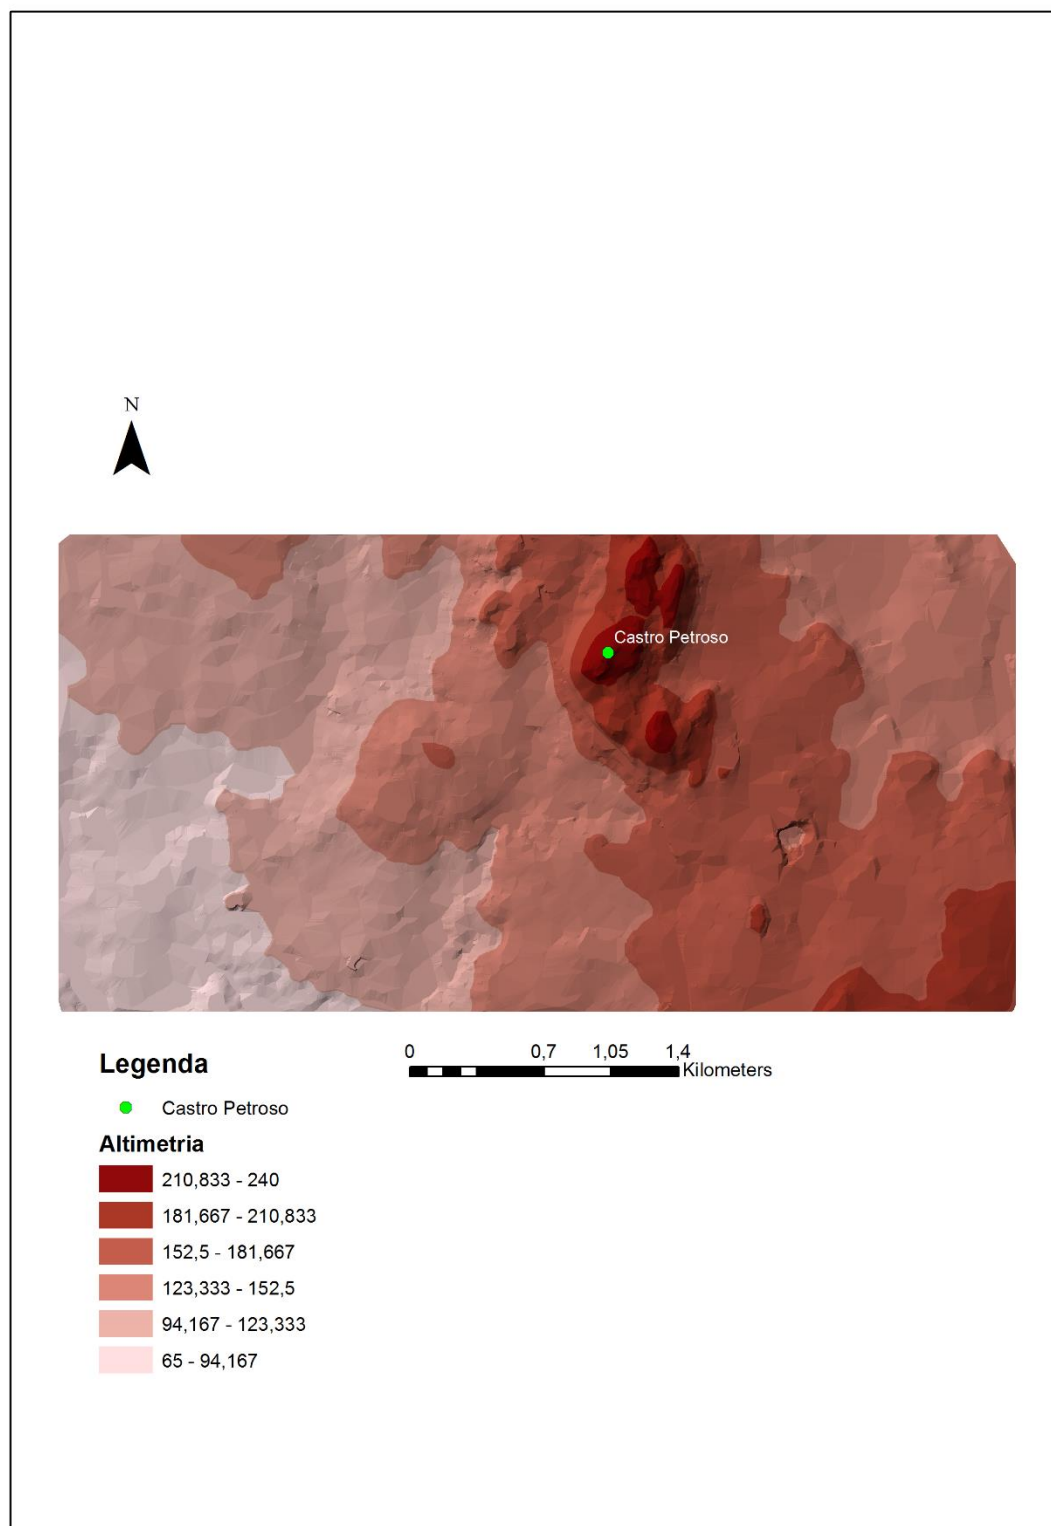 N
Castro Petroso
Legenda
0 0,7 1,05 1,4
Kilometers
Castro Petroso
Altimetria
210,833 - 240
181,667 - 210,833
152,5 - 181,667
123,333 - 152,5
94,167 - 123,333
65 - 94,167